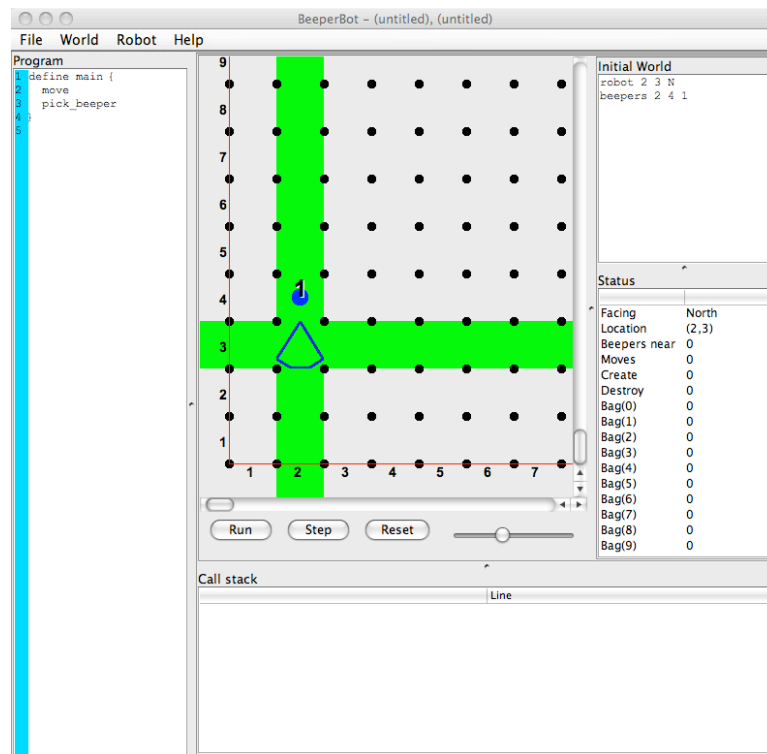 BeeperBot – (untitled), (untitled)
File World Robot Help
Program
1 define main {
2 move
3 pick_beeper
4 }
5
9
8
7
6
5
4
3
2
1
1
1 2 3 4 5 6 7
Run Step Reset
Initial World
robot 2 3 N
beepers 2 4 1
Status
Facing North
Location (2,3)
Beepers near 0
Moves 0
Create 0
Destroy 0
Bag(0) 0
Bag(1) 0
Bag(2) 0
Bag(3) 0
Bag(4) 0
Bag(5) 0
Bag(6) 0
Bag(7) 0
Bag(8) 0
Bag(9) 0
Call stack
Line